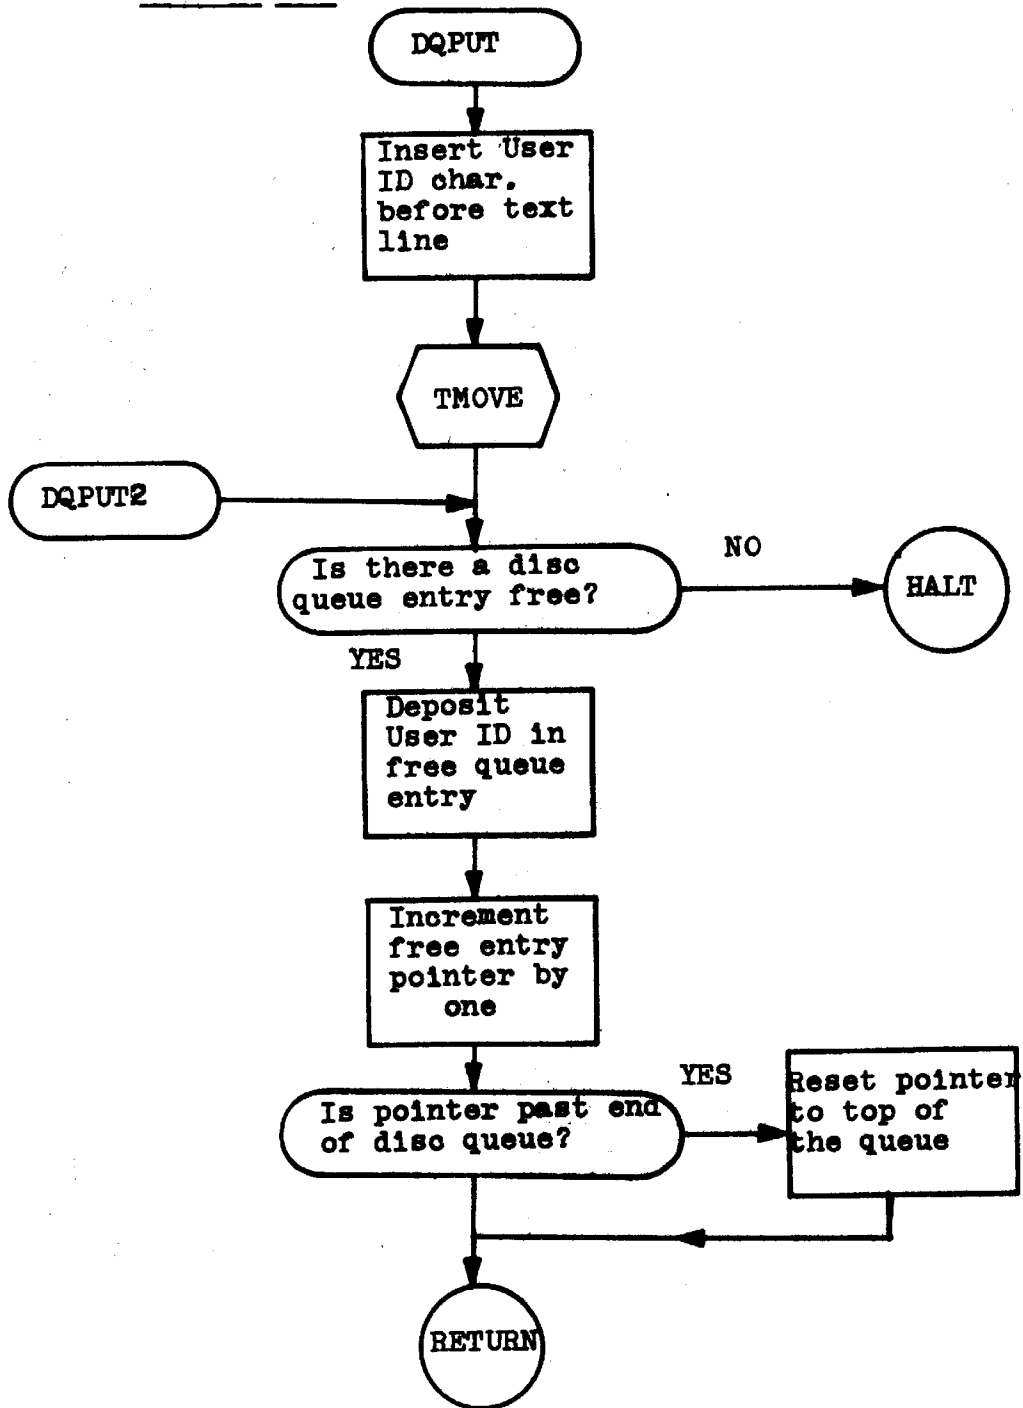 DQPUT
Insert User
ID char.
before text
line
TMOVE
DQPUT2
Is there a disc
queue entry free?
NO
HALT
YES
Deposit
User ID in
free queue
entry
Increment
free entry
pointer by
one
Is pointer past end
of disc queue?
YES
Reset pointer
to top of
the queue
RETURN